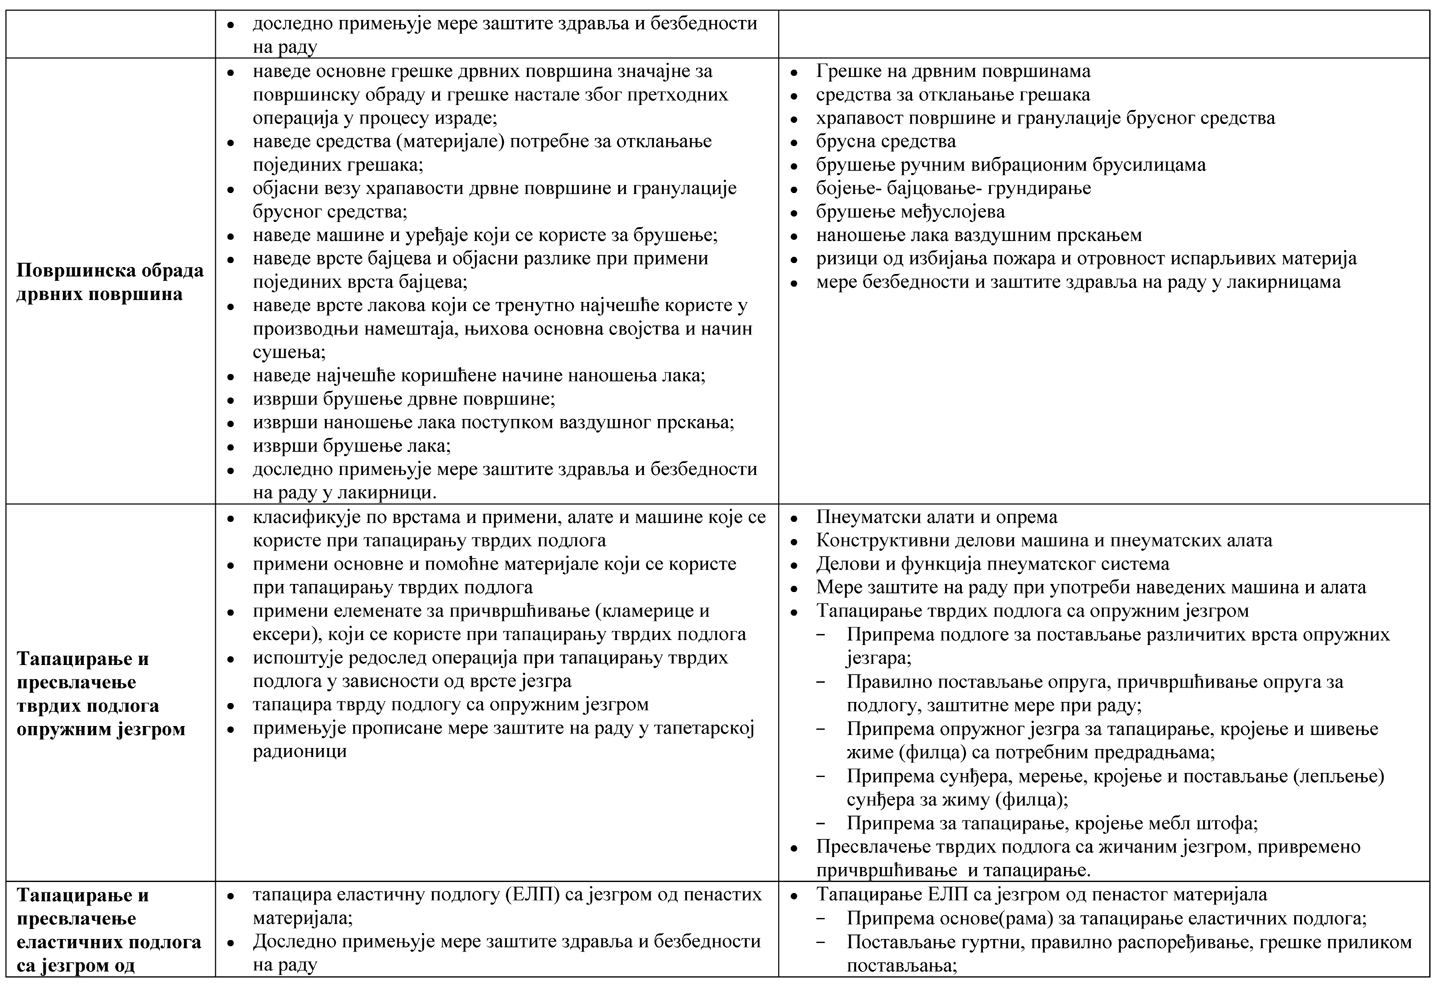 • доследно примењује мере заштите здравља и безбедности
на раду
Површинска обрада
дрвних површина
• наведе основне грешке дрвних површина значајне за
површинску обраду и грешке настале због претходних
операција у процесу израде;
• наведе средства (материјале) потребне за отклањање
појединих грешака;
• објасни везу храпавости дрвне површине и гранулације
брусног средства;
• наведе машине и уређаје који се користе за брушење;
• наведе врсте бајцева и објасни разлике при примени
појединих врста бајцева;
• наведе врсте лакова који се тренутно најчешће користе у
производњи намештаја, њихова основна својства и начин
сушења;
• наведе најчешће коришћене начине наношења лака;
• изврши брушење дрвне површине;
• изврши наношење лака поступком ваздушног прскања;
• изврши брушење лака;
• доследно примењује мере заштите здравља и безбедности
на раду у лакирници.
• Грешке на дрвним површинама
• средства за отклањање грешака
• храпавост површине и гранулације брусног средства
• брусна средства
• брушење ручним вибрационим брусилицама
• бојење- бајцовање- грундирање
• брушење међуслојева
• наношење лака ваздушним прскањем
• ризици од избијања пожара и отровност испарљивих материја
• мере безбедности и заштите здравља на раду у лакирницама
Тапацирање и
пресвлачење
тврдих подлога
опружним језгром
• класификује по врстама и примени, алате и машине које се
користе при тапацирању тврдих подлога
• примени основне и помоћне материјале који се користе
при тапацирању тврдих подлога
• примени елеменате за причвршћивање (кламерице и
ексери), који се користе при тапацирању тврдих подлога
• испоштује редослед операција при тапацирању тврдих
подлога у зависности од врсте језгра
• тапацира тврду подлогу са опружним језгром
• примењује прописане мере заштите на раду у тапетарској
радионици
• Пнеуматски алати и опрема
• Конструктивни делови машина и пнеуматских алата
• Делови и функција пнеуматског система
• Мере заштите на раду при употреби наведених машина и алата
• Тапацирање тврдих подлога са опружним језгром
– Припрема подлоге за постављање различитих врста опружних
језгара;
– Правилно постављање опруга, причвршћивање опруга за
подлогу, заштитне мере при раду;
– Припрема опружног језгра за тапацирање, кројење и шивење
жиме (филца) са потребним предрадњама;
– Припрема сунђера, мерење, кројење и постављање (лепљење)
сунђера за жиму (филца);
– Припрема за тапацирање, кројење мебл штофа;
• Пресвлачење тврдих подлога са жичаним језгром, привремено
причвршћивање и тапацирање.
Тапацирање и
пресвлачење
еластичних подлога
са језгром од
• тапацира еластичну подлогу (ЕЛП) са језгром од пенастих
материјала;
• Доследно примењује мере заштите здравља и безбедности
на раду
• Тапацирање ЕЛП са језгром од пенастог материјала
– Припрема основе(рама) за тапацирање еластичних подлога;
– Постављање гуртни, правилно распоређивање, грешке приликом
постављања;